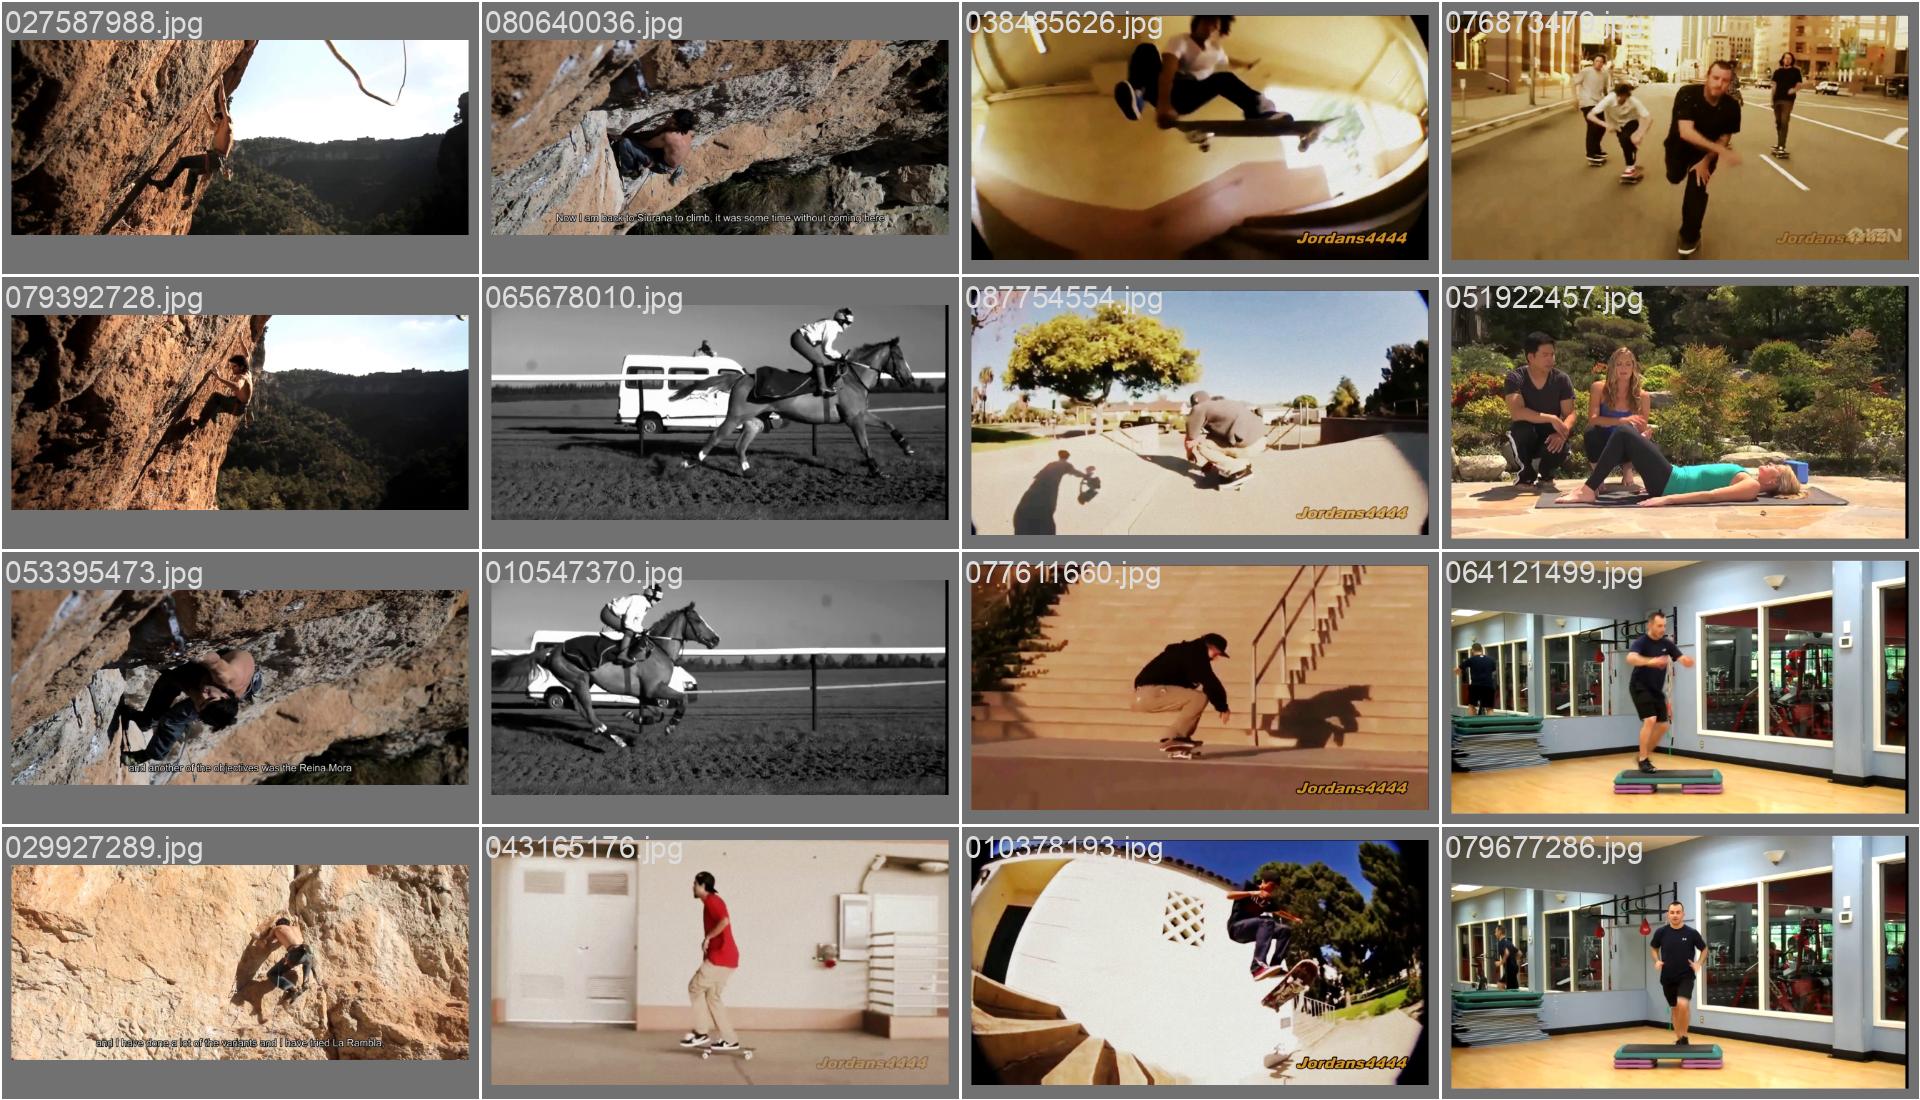 027587988.jpg
080640036.jpg
Now I am back to Siurana to climb, it was some time without coming here
038485626.jpg
Jordans4444
076873479.jpg
Jordans4444
IGN
079392728.jpg
065678010.jpg
087754554.jpg
Jordans4444
051922457.jpg
053395473.jpg
and another of the objectives was the Reina Mora
010547370.jpg
077611660.jpg
Jordans4444
064121499.jpg
029927289.jpg
and I have done a lot of the variants and I have tried La Rambla,
043165176.jpg
Jordans4444
010378193.jpg
Jordans4444
079677286.jpg